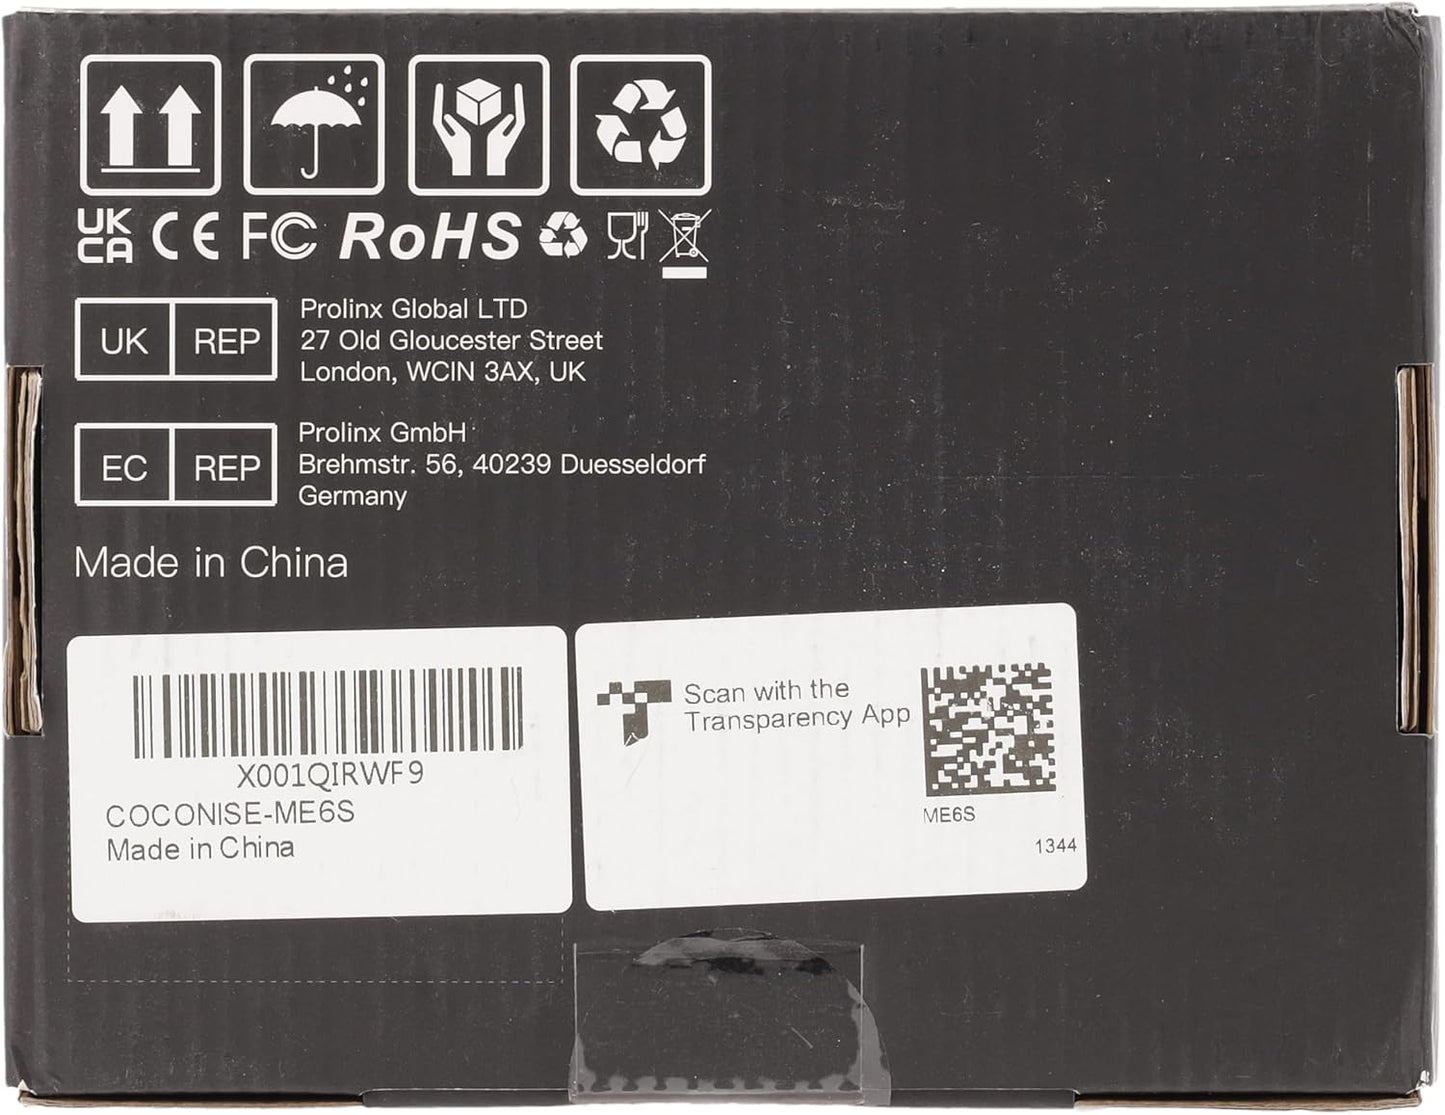 UK
CA CE FC RoHS
UK REP
Prolinx Global LTD
27 Old Gloucester Street
London, WCIN 3AX, UK
EC REP
Prolinx GmbH
Brehmstr. 56, 40239 Duesseldorf
Germany
Made in China
X001QIRWF9
COCONISE-ME6S
Made in China
Scan with the
Transparency App
ME6S
1344